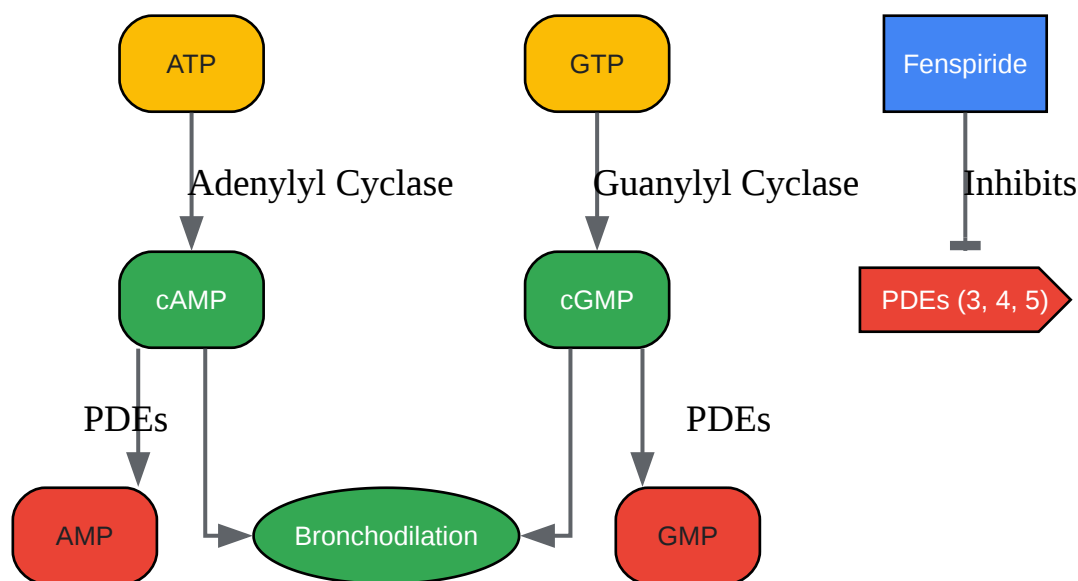 ATP
GTP
Fenspiride
Adenylyl Cyclase
Guanylyl Cyclase
Inhibits
cAMP
cGMP
PDEs (3, 4, 5)
PDEs
PDEs
AMP
Bronchodilation
GMP